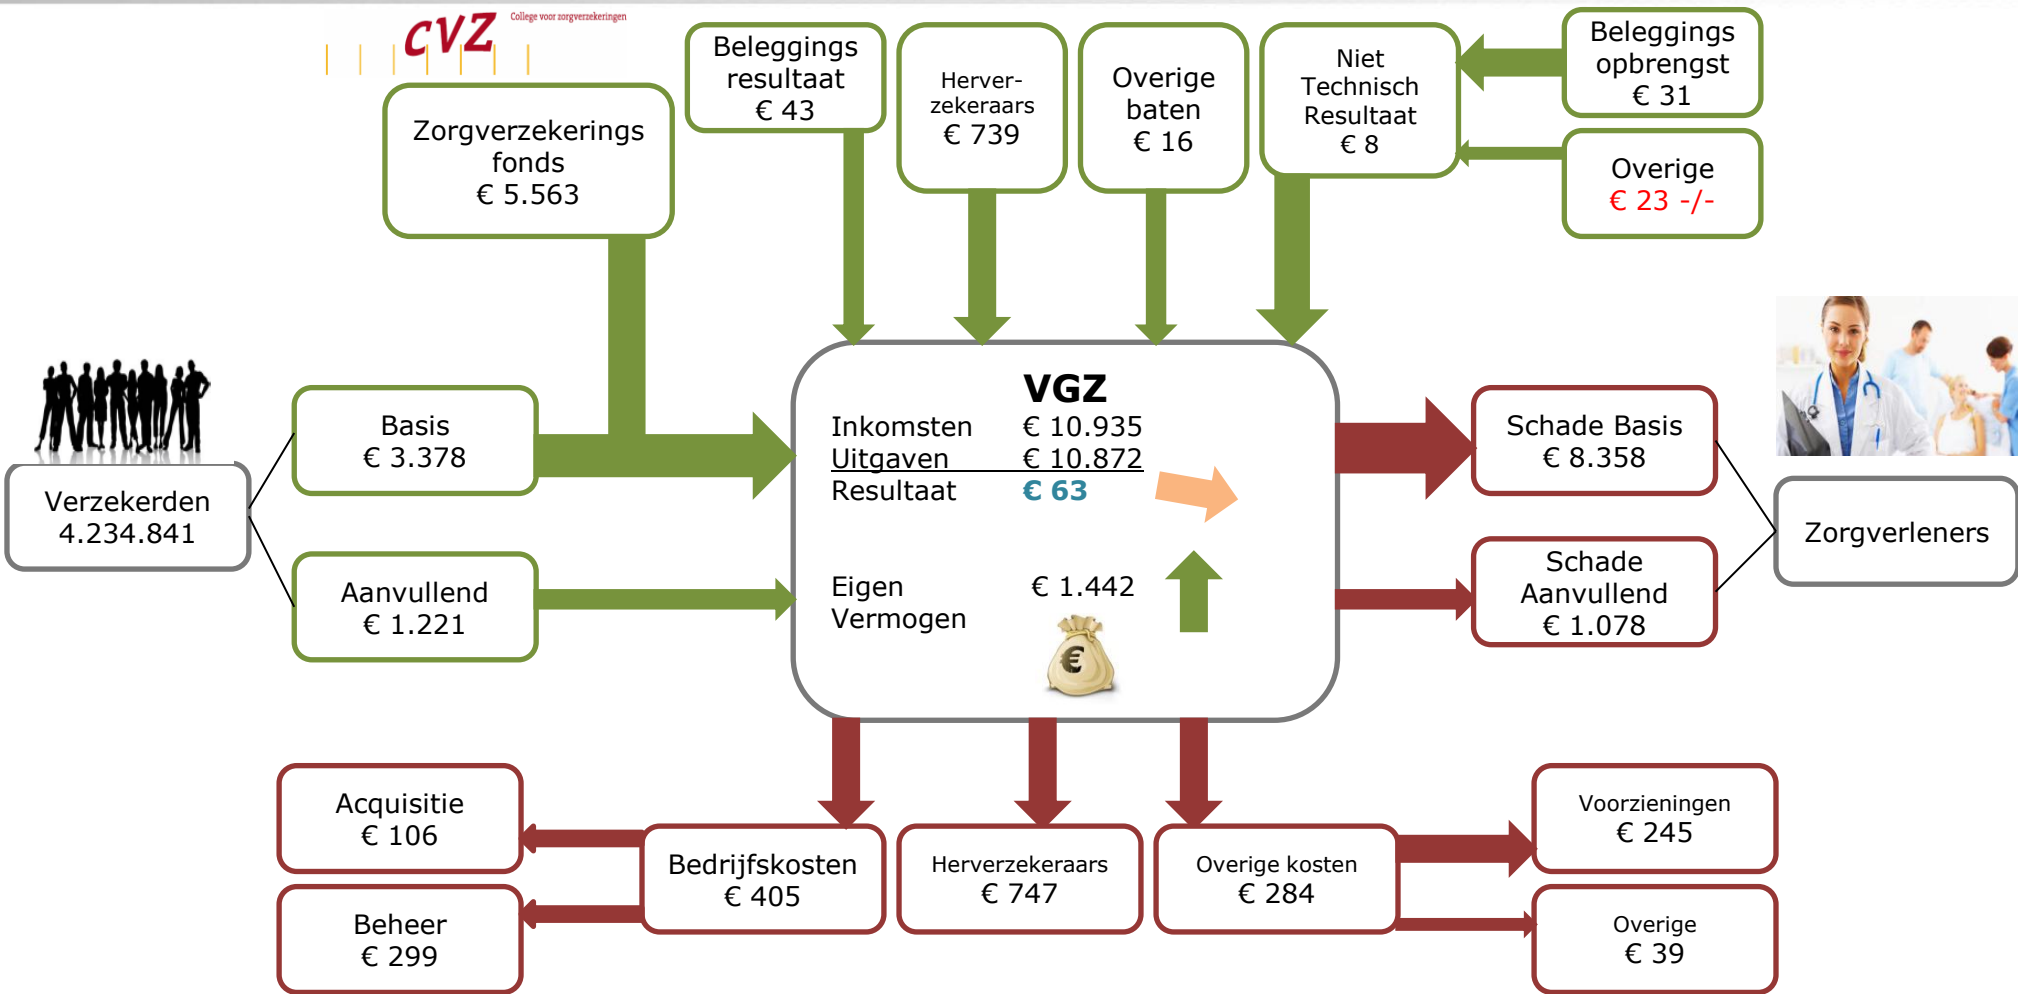 CVZ
College voor zorgverzekeringen
Zorgverzekerings
fonds
€ 5.563
Beleggings
resultaat
€ 43
Herver-
zekeraars
€ 739
Overige
baten
€ 16
Niet
Technisch
Resultaat
€ 8
Beleggings
opbrengst
€ 31
Overige
€ 23 -/-
Verzekerden
4.234.841
Basis
€ 3.378
Aanvullend
€ 1.221
VGZ
Inkomsten € 10.935
Uitgaven € 10.872
Resultaat € 63
Eigen € 1.442
Vermogen
€
Schade Basis
€ 8.358
Schade
Aanvullend
€ 1.078
Zorgverleners
Acquisitie
€ 106
Beheer
€ 299
Bedrijfskosten
€ 405
Herverzekeraars
€ 747
Overige kosten
€ 284
Voorzieningen
€ 245
Overige
€ 39